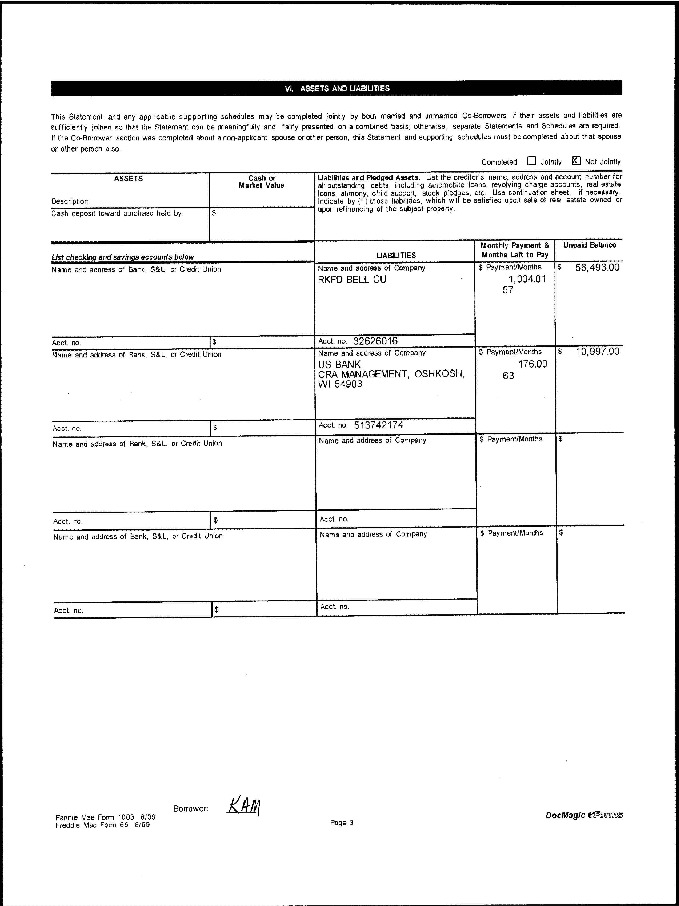 VI. ASSETS AND LIABILITIES
This Statement and any applicable supporting schedules may be completed jointly by both married and unmarried Co-Borrowers if their assets and liabilities are
sufficiently joined so that the Statement can be meaningfully and fairly presented on a combined basis; otherwise, separate Statements and Schedules are required.
If the Co-Borrower section was completed about a non-applicant spouse or other person, this Statement and supporting schedules must be completed about that spouse
or other person also.
Completed Jointly X Not Jointly
ASSETS
Cash or
Market Value
Description
Cash deposit toward purchase held by $
Liabilities and Pledged Assets. List the creditor's name, address and account number for
all outstanding debts, including automobile loans, revolving charge accounts, real estate
loans, alimony, child support, stock pledges, etc. Use continuation sheet, if necessary.
Indicate by (*) those liabilities, which will be satisfied upon sale of real estate owned or
upon refinancing of the subject property.
List checking and savings accounts below
LIABILITIES
Monthly Payment &
Months Left to Pay
Unpaid Balance
Name and address of Bank, S&L, or Credit Union
Name and address of Company $ Payment/Months $
RKFD BELL CU
57
Acct. no. $ Acct. no. 32626016
Name and address of Bank, S&L, or Credit Union
Name and address of Company $ Payment/Months $ 10,997.00
US BANK 176.00
CRA MANAGEMENT, OSHKOSH, 63
WI 54903
Acct. no. $ Acct. no. 513742174
Name and address of Bank, S&L, or Credit Union Name and address of Company $ Payment/Months $
Acct. no. $ Acct. no.
Name and address of Bank, S&L, or Credit Union Name and address of Company $ Payment/Months $
Acct. no. $ Acct. no.
Borrower: KAM
Fannie Mae Form 1003
Freddie Mac Form 65
Page 3
DocMagic